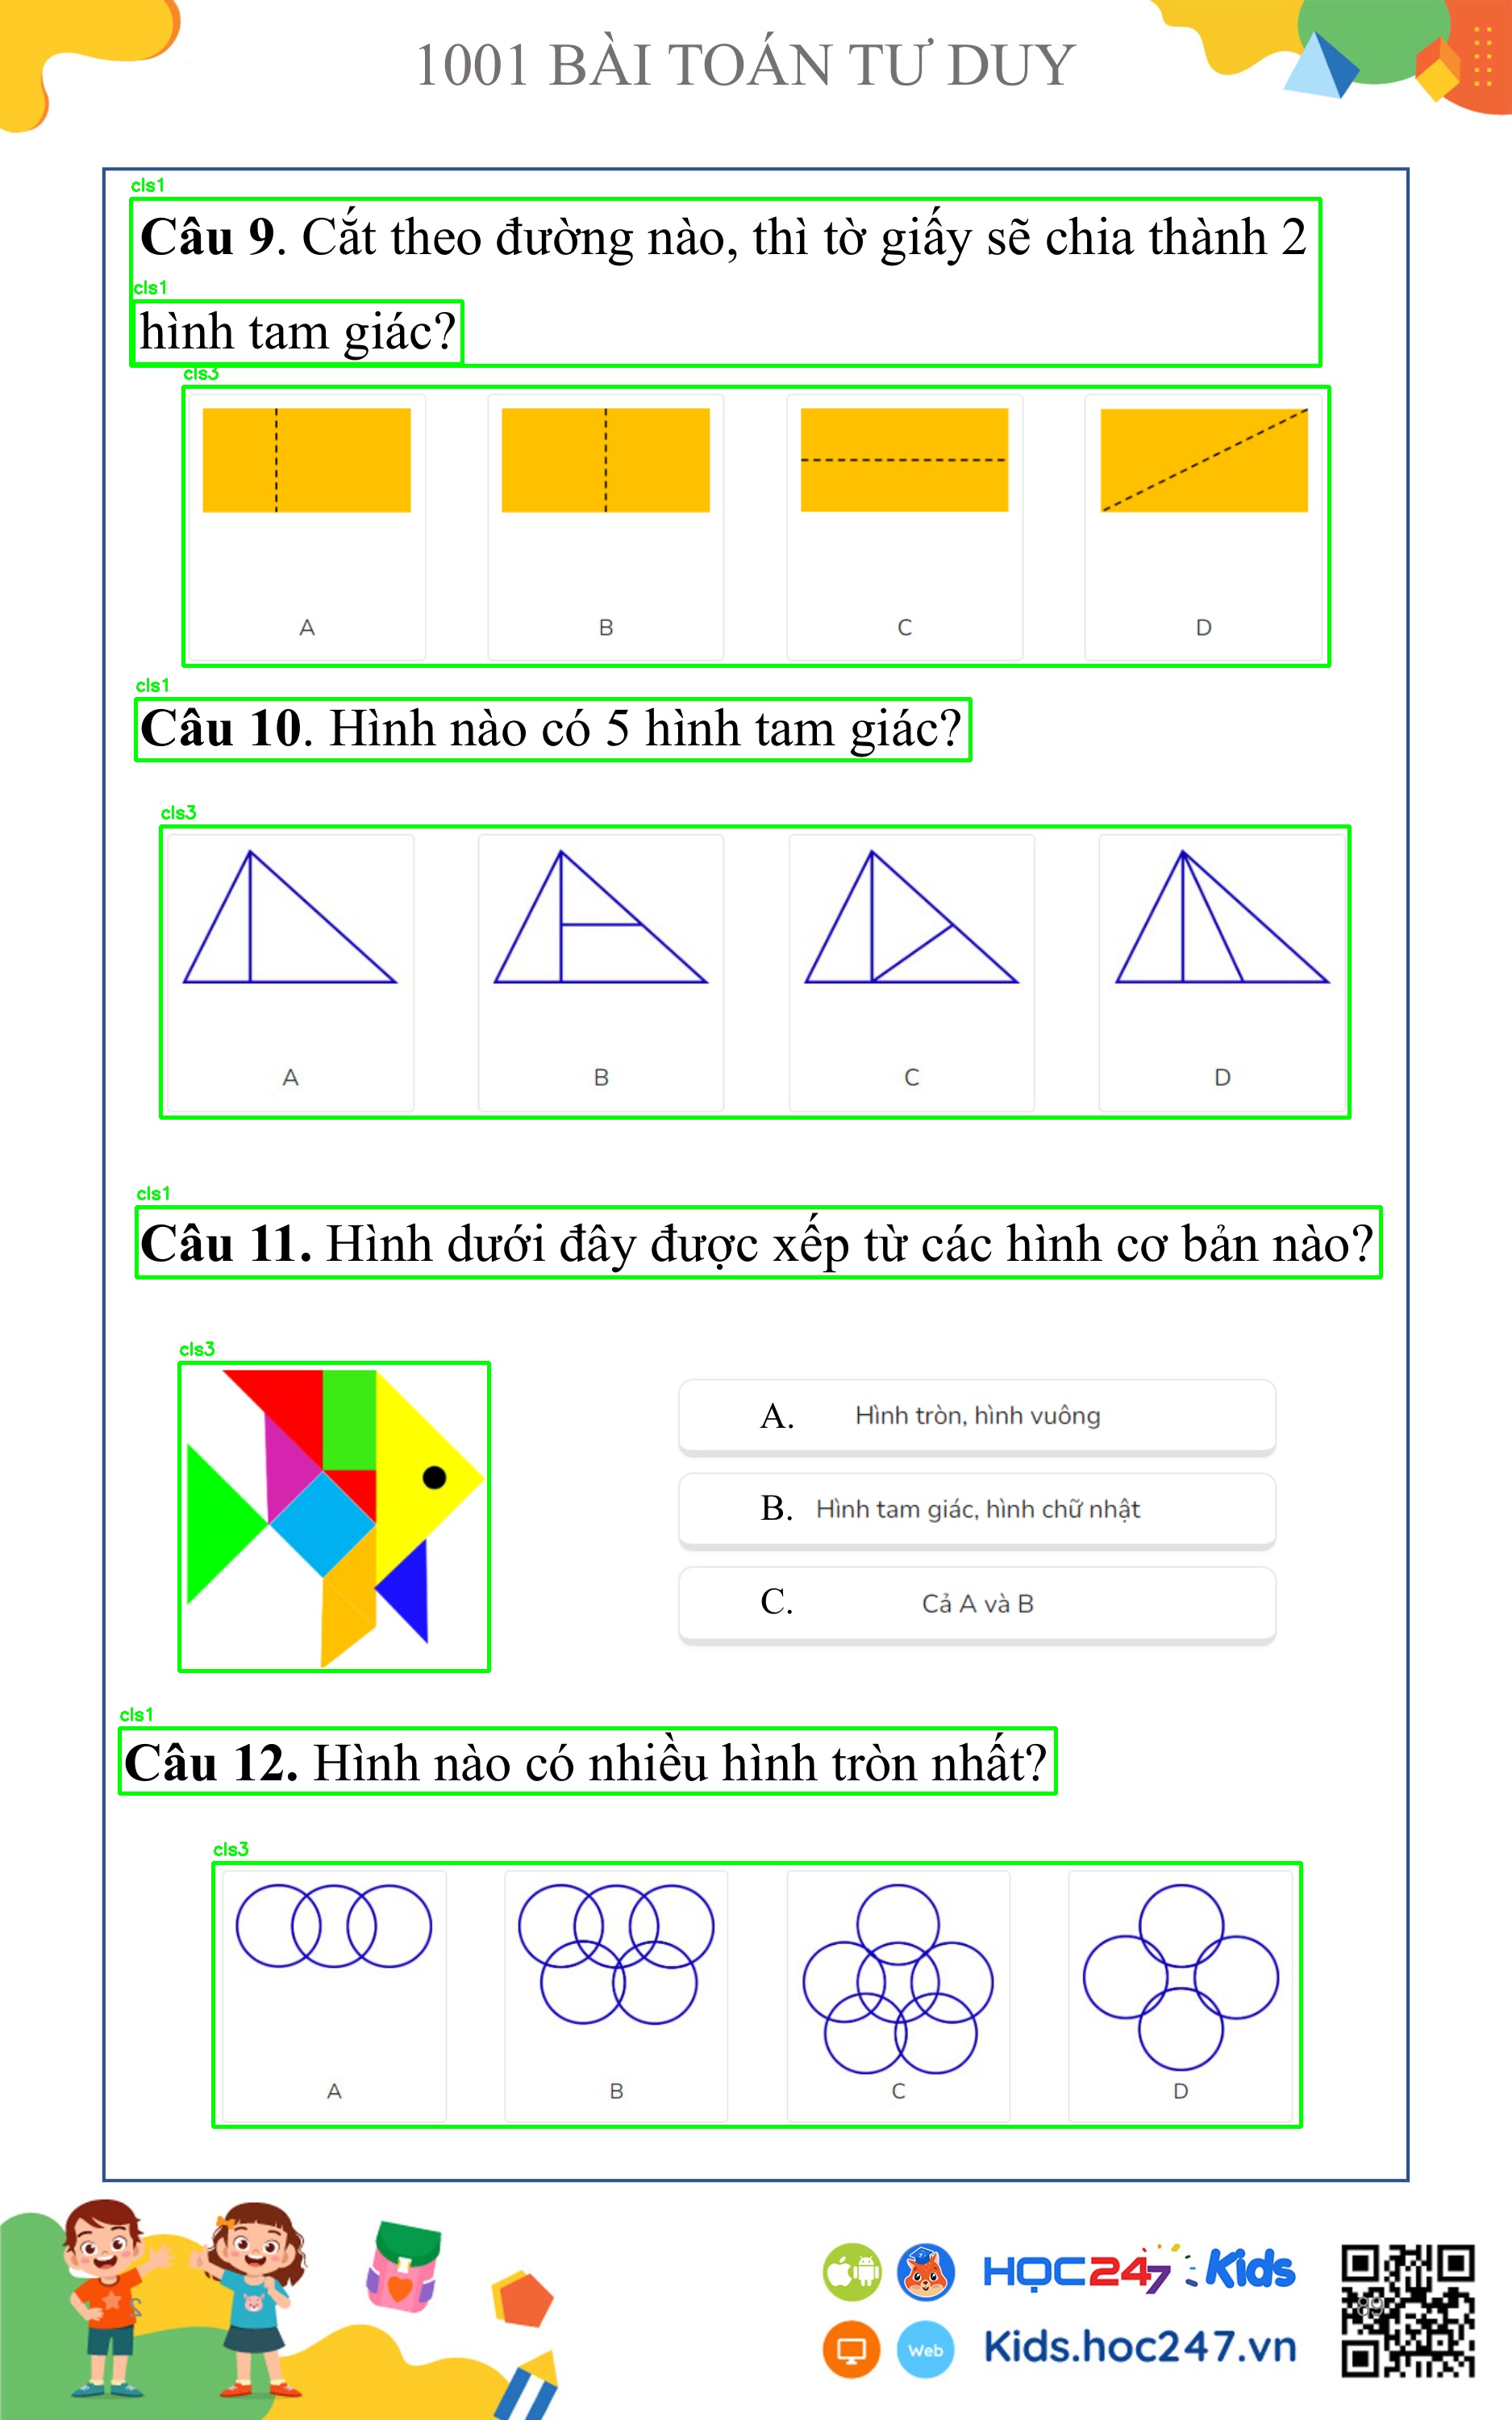 1001 BÀI TOÁN TƯ DUY
cls1
Câu 9. Cắt theo đường nào, thì tờ giấy sẽ chia thành 2
cls1
hình tam giác?
cls3
A B C D
cls1
Câu 10. Hình nào có 5 hình tam giác?
cls3
A B C D
cls1
Câu 11. Hình dưới đây được xếp từ các hình cơ bản nào?
cls3
A. Hình tròn, hình vuông
B. Hình tam giác, hình chữ nhật
C. Cả A và B
cls1
Câu 12. Hình nào có nhiều hình tròn nhất?
cls3
A B C D
HỌC247 Kids
89
Web Kids.hoc247.vn